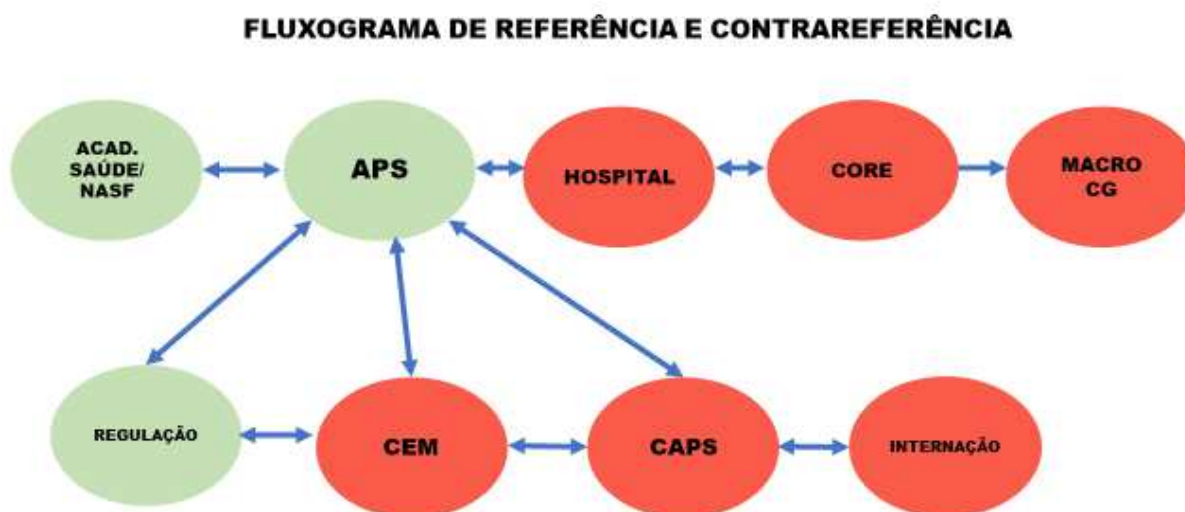 FLUXOGRAMA DE REFERÊNCIA E CONTRAREFERÊNCIA
ACAD.
SAÚDE/
NASF
APS
HOSPITAL
CORE
MACRO
CG
REGULAÇÃO
CEM
CAPS
INTERNAÇÃO